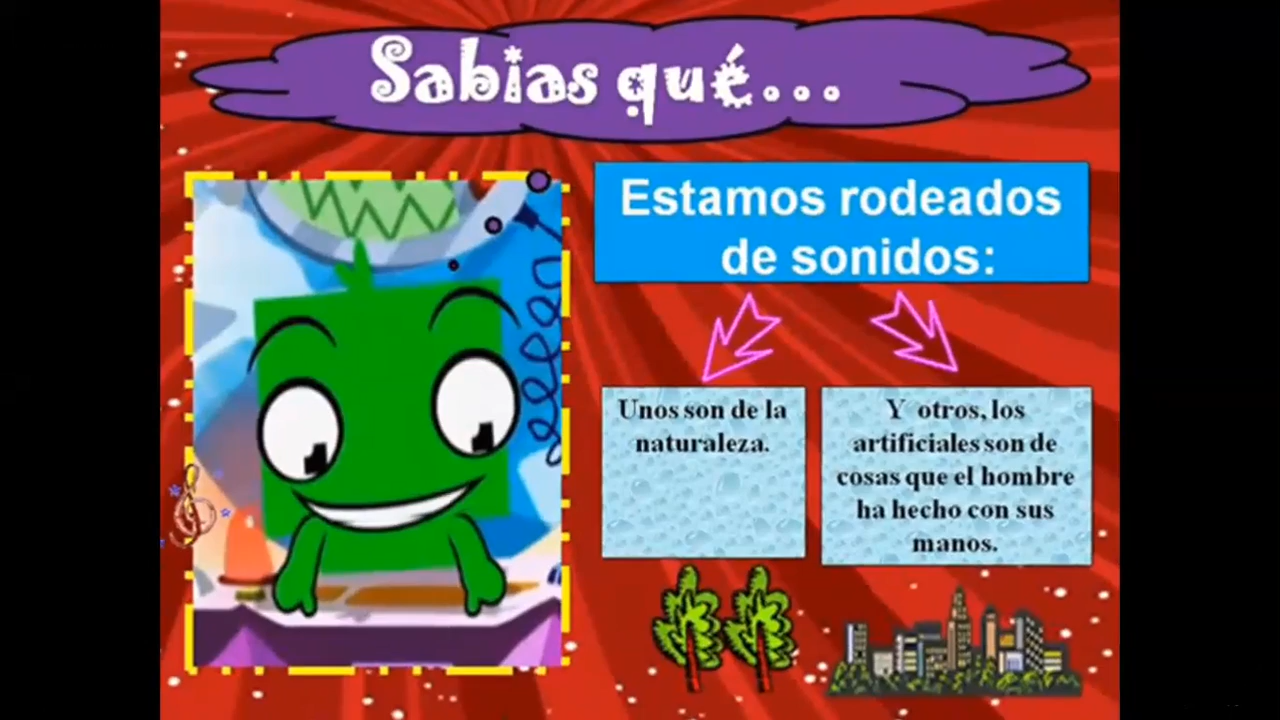 Sabias qué...
Estamos rodeados
de sonidos:
Unos son de la
naturaleza.
Y otros, los
artificiales son de
cosas que el hombre
ha hecho con sus
manos.